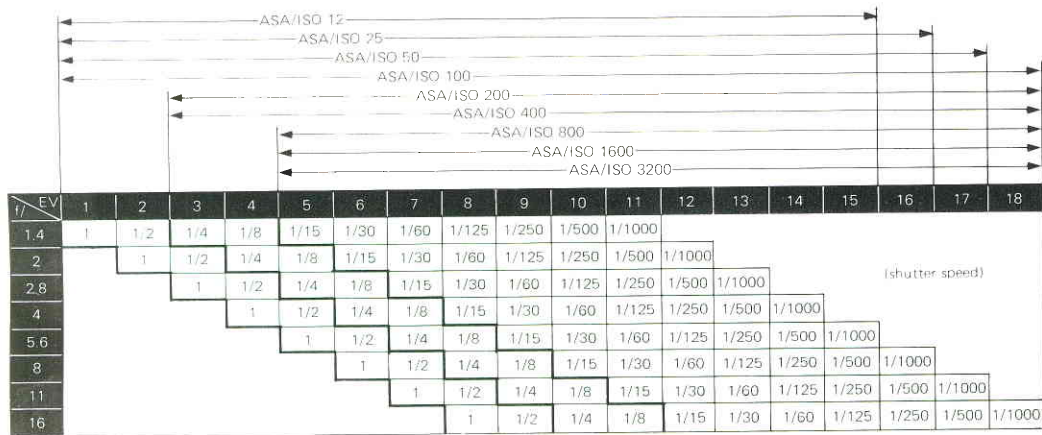 ASA/ISO 12
ASA/ISO 25
ASA/ISO 50
ASA/ISO 100
ASA/ISO 200
ASA/ISO 400
ASA/ISO 800
ASA/ISO 1600
ASA/ISO 3200
f/ EV 1 2 3 4 5 6 7 8 9 10 11 12 13 14 15 16 17 18
1.4 1 1/2 1/4 1/8 1/15 1/30 1/60 1/125 1/250 1/500 1/1000
2 1 1/2 1/4 1/8 1/15 1/30 1/60 1/125 1/250 1/500 1/1000
(shutter speed)
2.8 1 1/2 1/4 1/8 1/15 1/30 1/60 1/125 1/250 1/500 1/1000
4 1 1/2 1/4 1/8 1/15 1/30 1/60 1/125 1/250 1/500 1/1000
5.6 1 1/2 1/4 1/8 1/15 1/30 1/60 1/125 1/250 1/500 1/1000
8 1 1/2 1/4 1/8 1/15 1/30 1/60 1/125 1/250 1/500 1/1000
11 1 1/2 1/4 1/8 1/15 1/30 1/60 1/125 1/250 1/500 1/1000
16 1 1/2 1/4 1/8 1/15 1/30 1/60 1/125 1/250 1/500 1/1000